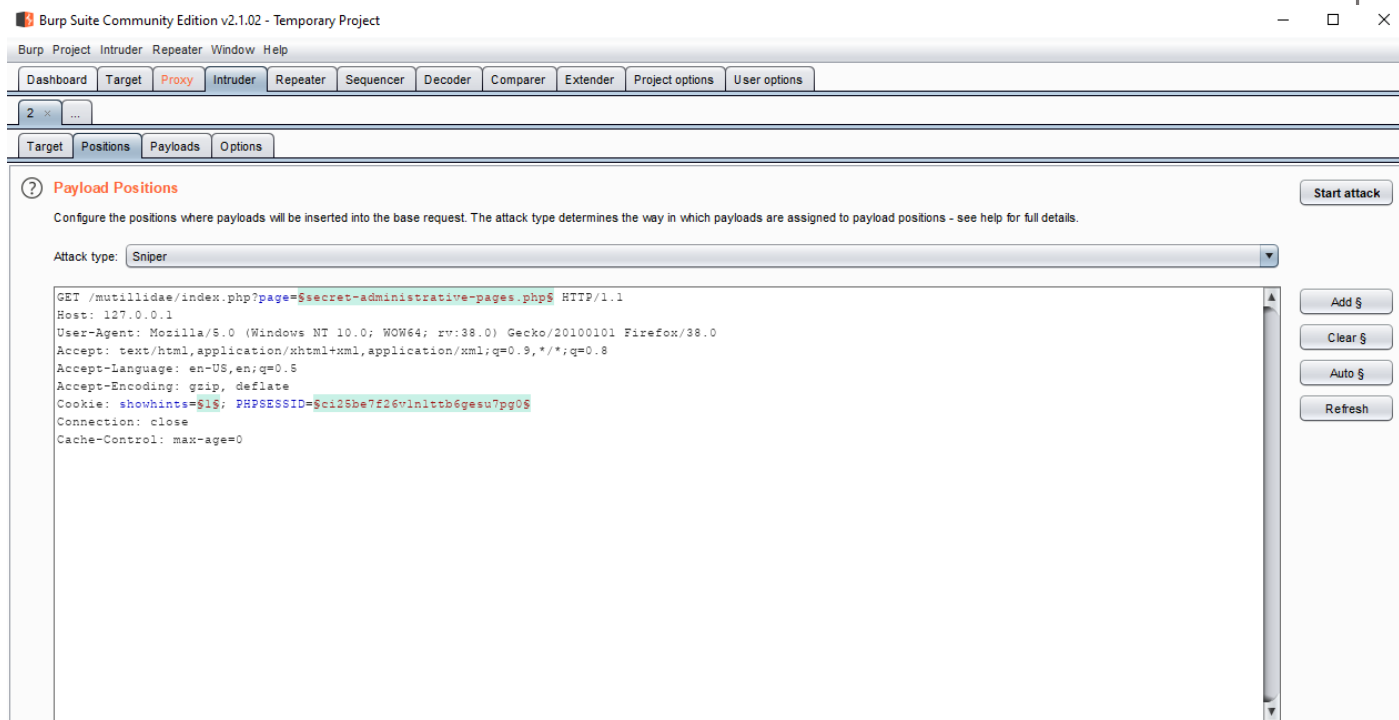 Burp Suite Community Edition v2.1.02 - Temporary Project
Burp Project Intruder Repeater Window Help
Dashboard Target Proxy Intruder Repeater Sequencer Decoder Comparer Extender Project options User options
2 × ...
Target Positions Payloads Options
? Payload Positions
Start attack
Configure the positions where payloads will be inserted into the base request. The attack type determines the way in which payloads are assigned to payload positions - see help for full details.
Attack type: Sniper
GET /mutillidae/index.php?page=§secret-administrative-pages.php§ HTTP/1.1
Host: 127.0.0.1
User-Agent: Mozilla/5.0 (Windows NT 10.0; WOW64; rv:38.0) Gecko/20100101 Firefox/38.0
Accept: text/html,application/xhtml+xml,application/xml;q=0.9,*/*;q=0.8
Accept-Language: en-US,en;q=0.5
Accept-Encoding: gzip, deflate
Cookie: showhints=§1§; PHPSESSID=§ci25be7f26v1n1ttb6gesu7pg0§
Connection: close
Cache-Control: max-age=0
Add §
Clear §
Auto §
Refresh